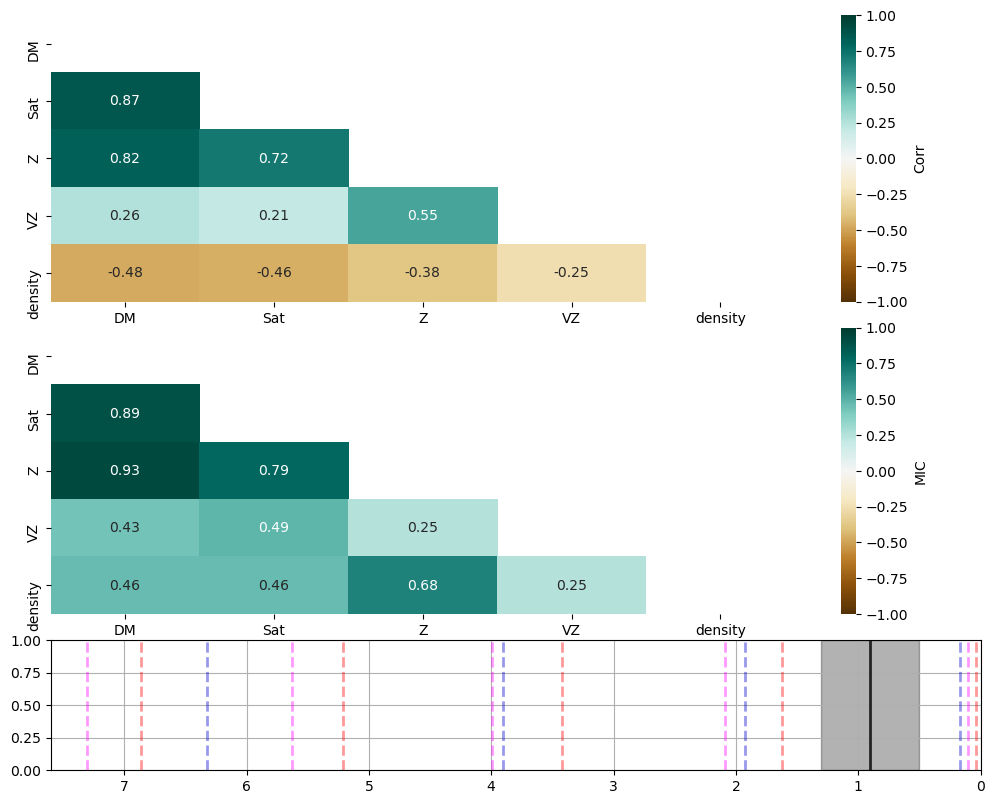 DM
Sat
Z
VZ
density
0.87
0.82 0.72
0.26 0.21 0.55
-0.48 -0.46 -0.38 -0.25
DM Sat Z VZ density
1.00
0.75
0.50
0.25
0.00
−0.25
−0.50
−0.75
−1.00
Corr
DM
Sat
Z
VZ
density
0.89
0.93 0.79
0.43 0.49 0.25
0.46 0.46 0.68 0.25
DM Sat Z VZ density
1.00
0.75
0.50
0.25
0.00
−0.25
−0.50
−0.75
−1.00
MIC
1.00
0.75
0.50
0.25
0.00
7 6 5 4 3 2 1 0